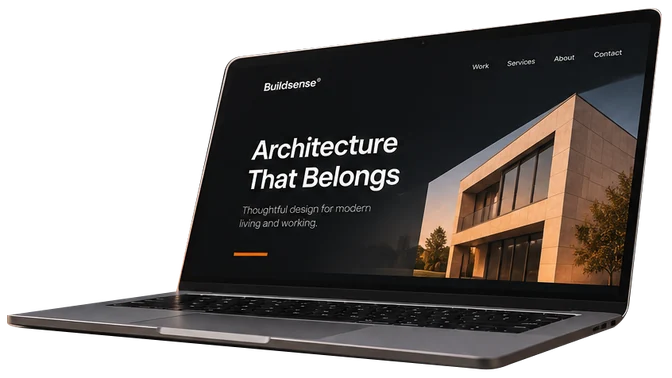 Buildsense®
Work Services About Contact
Architecture
That Belongs
Thoughtful design for modern
living and working.